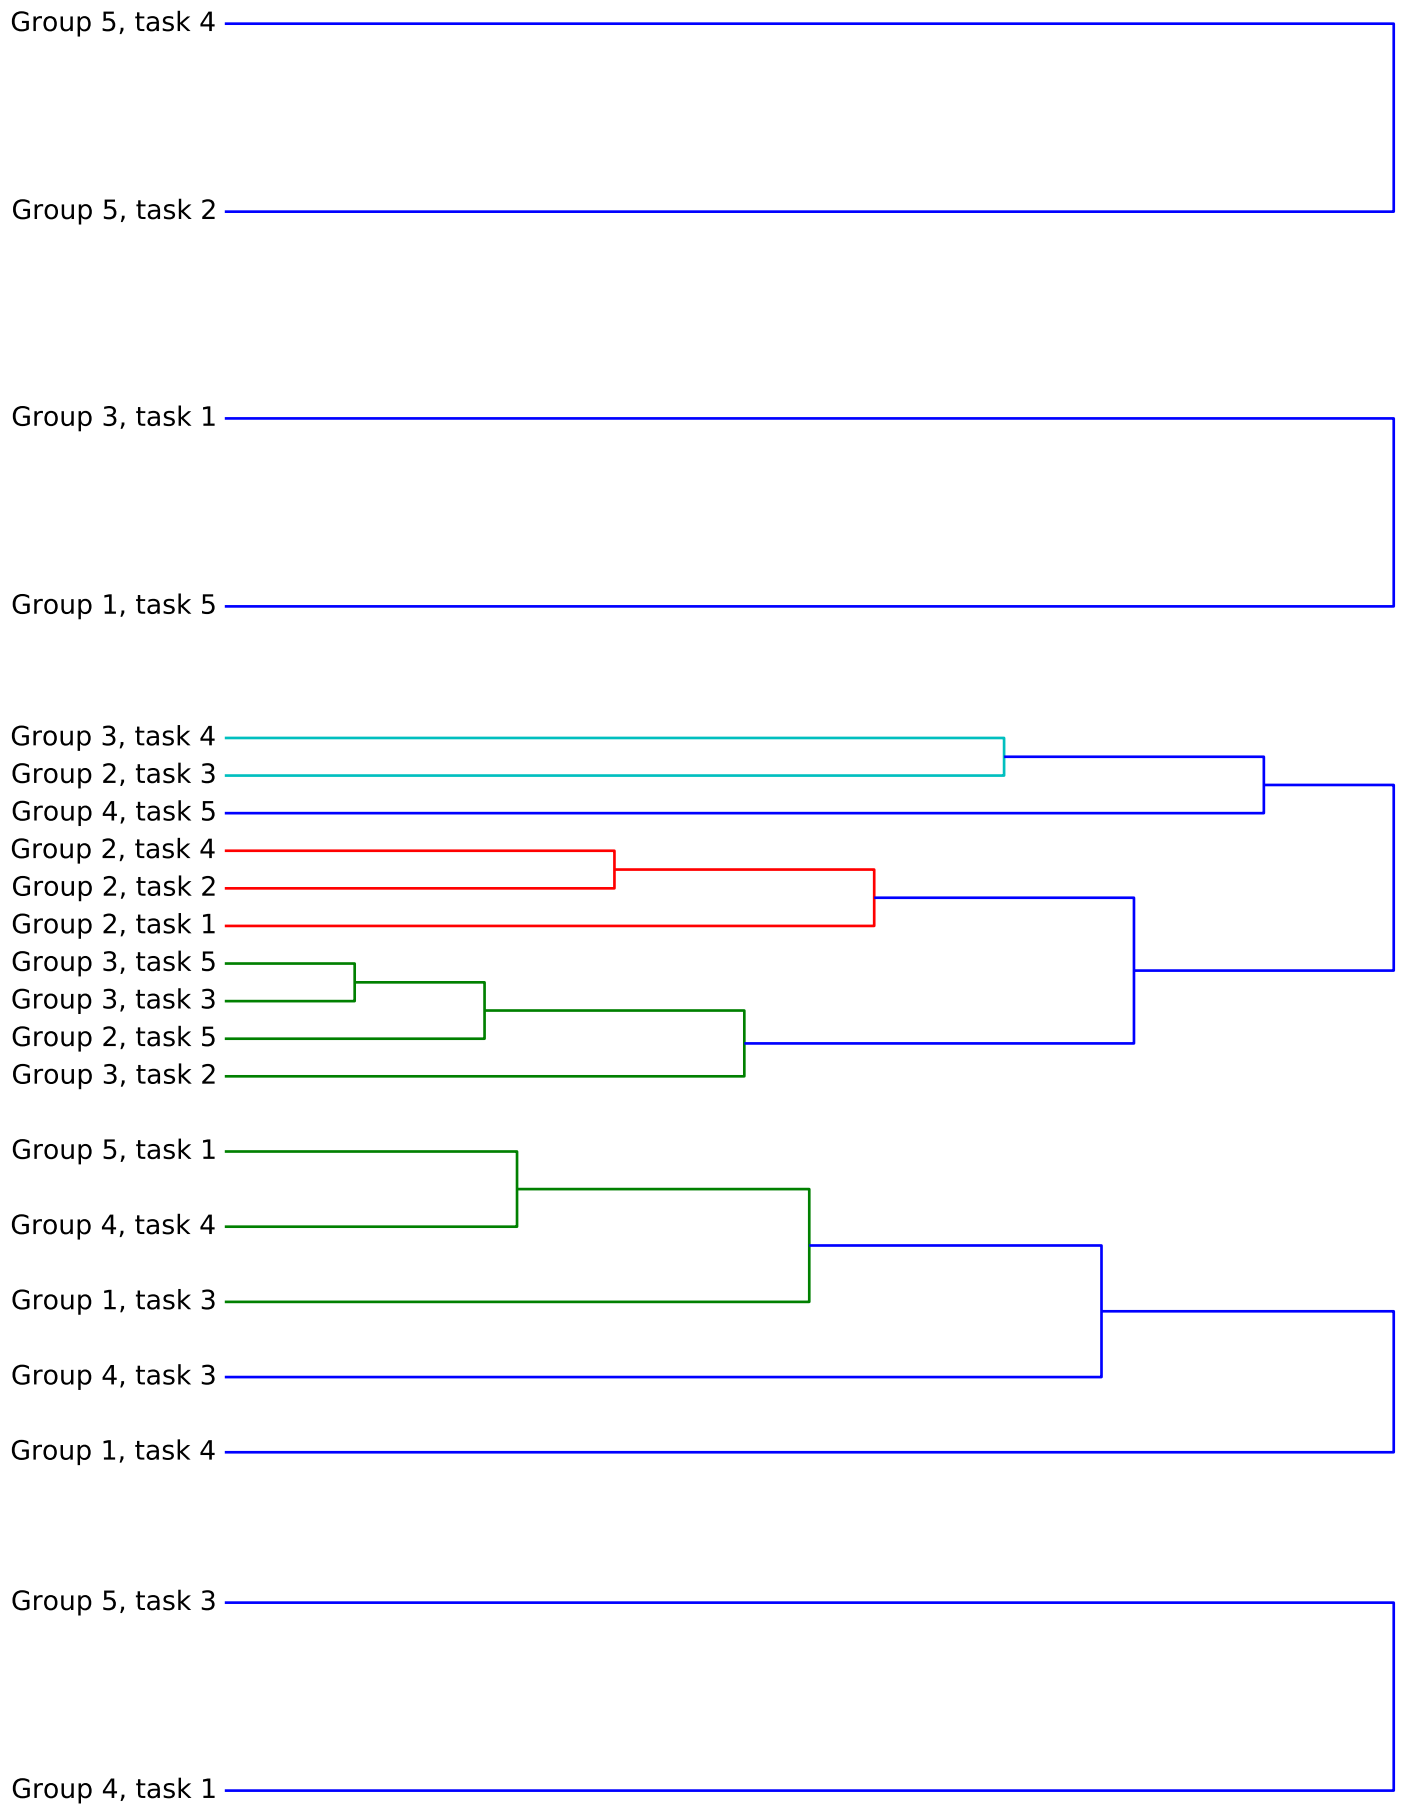 Group 5, task 4
Group 5, task 2
Group 3, task 1
Group 1, task 5
Group 3, task 4
Group 2, task 3
Group 4, task 5
Group 2, task 4
Group 2, task 2
Group 2, task 1
Group 3, task 5
Group 3, task 3
Group 2, task 5
Group 3, task 2
Group 5, task 1
Group 4, task 4
Group 1, task 3
Group 4, task 3
Group 1, task 4
Group 5, task 3
Group 4, task 1